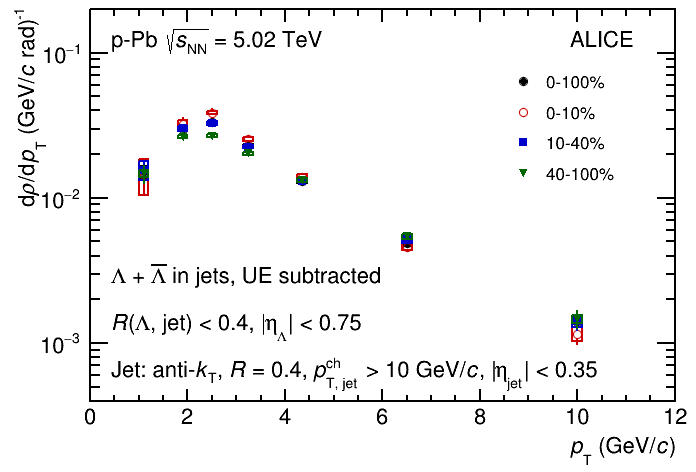 p-Pb √s_NN = 5.02 TeV
ALICE
0-100%
0-10%
10-40%
40-100%
Λ + Λ̅ in jets, UE subtracted
R(Λ, jet) < 0.4, |η_Λ| < 0.75
Jet: anti-k_T, R = 0.4, p^ch_T, jet > 10 GeV/c, |η_jet| < 0.35
dρ/dp_T (GeV/c rad)^-1
10^-1
10^-2
10^-3
0 2 4 6 8 10 12
p_T (GeV/c)